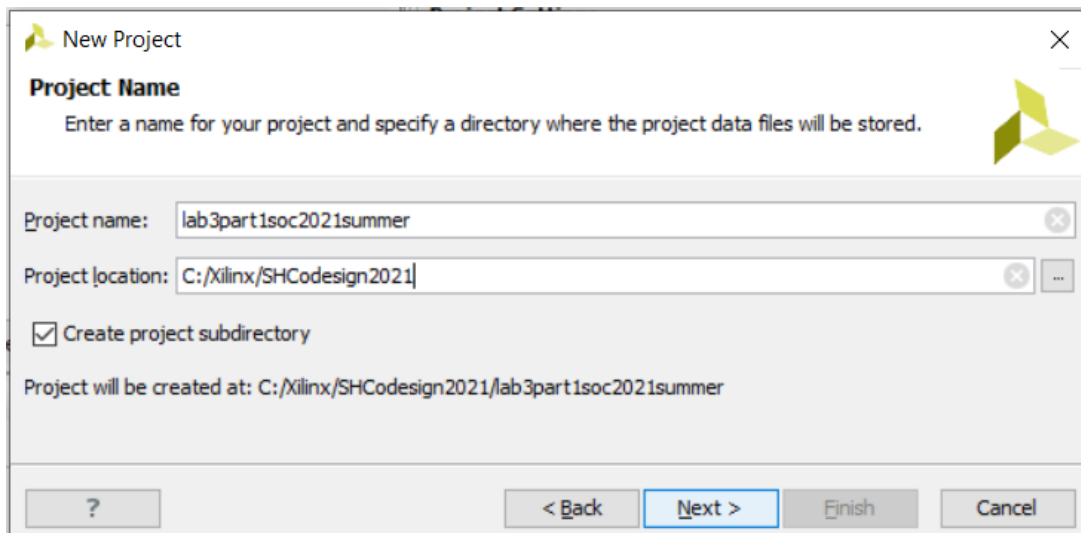 New Project
Project Name
Enter a name for your project and specify a directory where the project data files will be stored.
Project name: lab3part1soc2021summer
Project location: C:/Xilinx/SHCodesign2021
...
Create project subdirectory
Project will be created at: C:/Xilinx/SHCodesign2021/lab3part1soc2021summer
? < Back Next > Finish Cancel